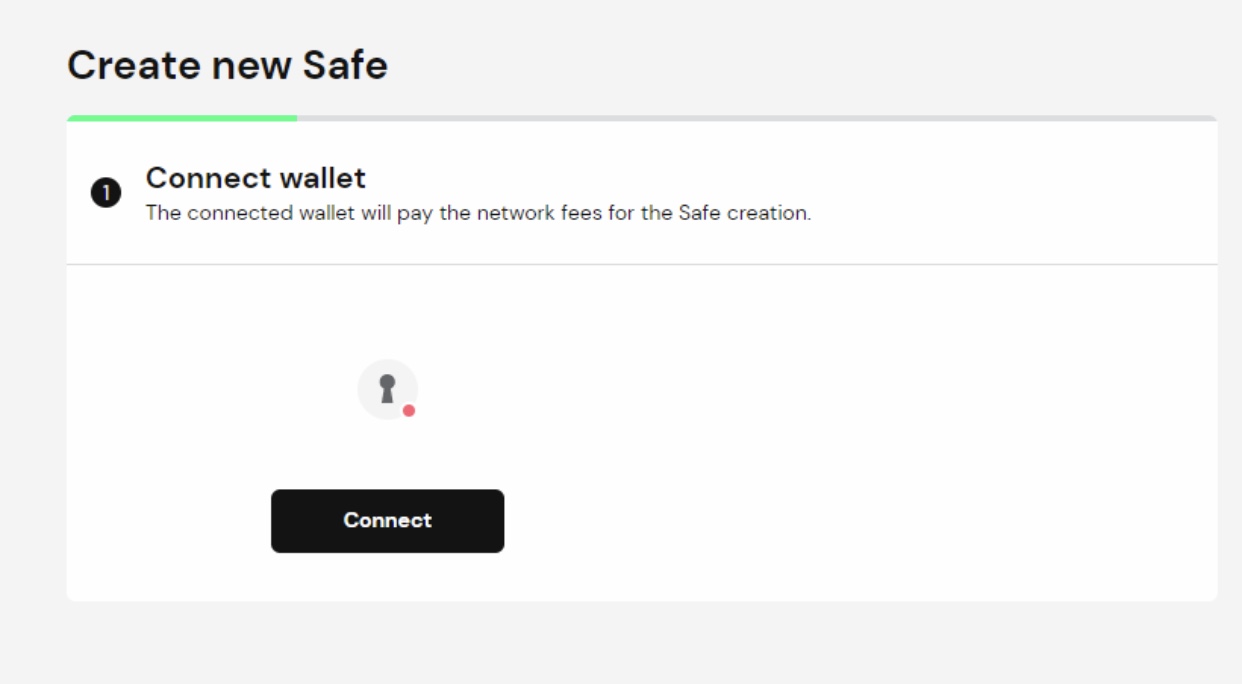 Create new Safe
1
Connect wallet
The connected wallet will pay the network fees for the Safe creation.
Connect